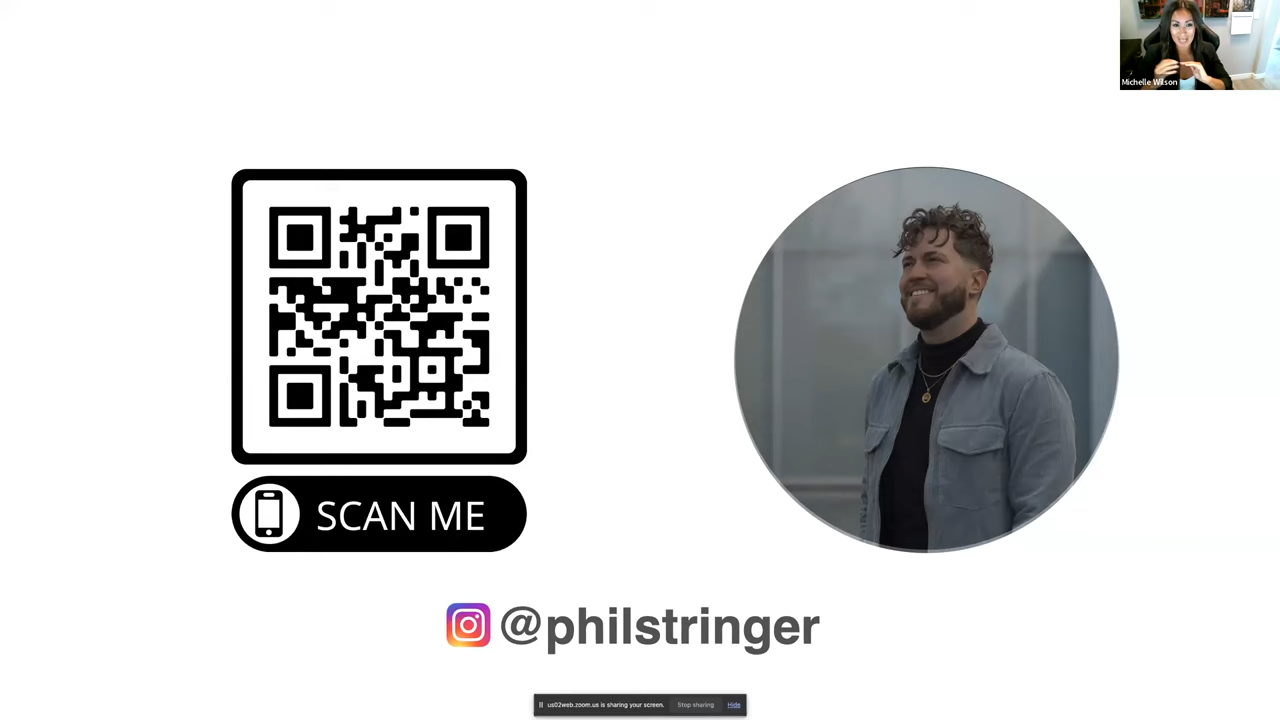 Michelle Wilson
SCAN ME
@philstringer
us02web.zoom.us is sharing your screen.
Stop sharing
Hide